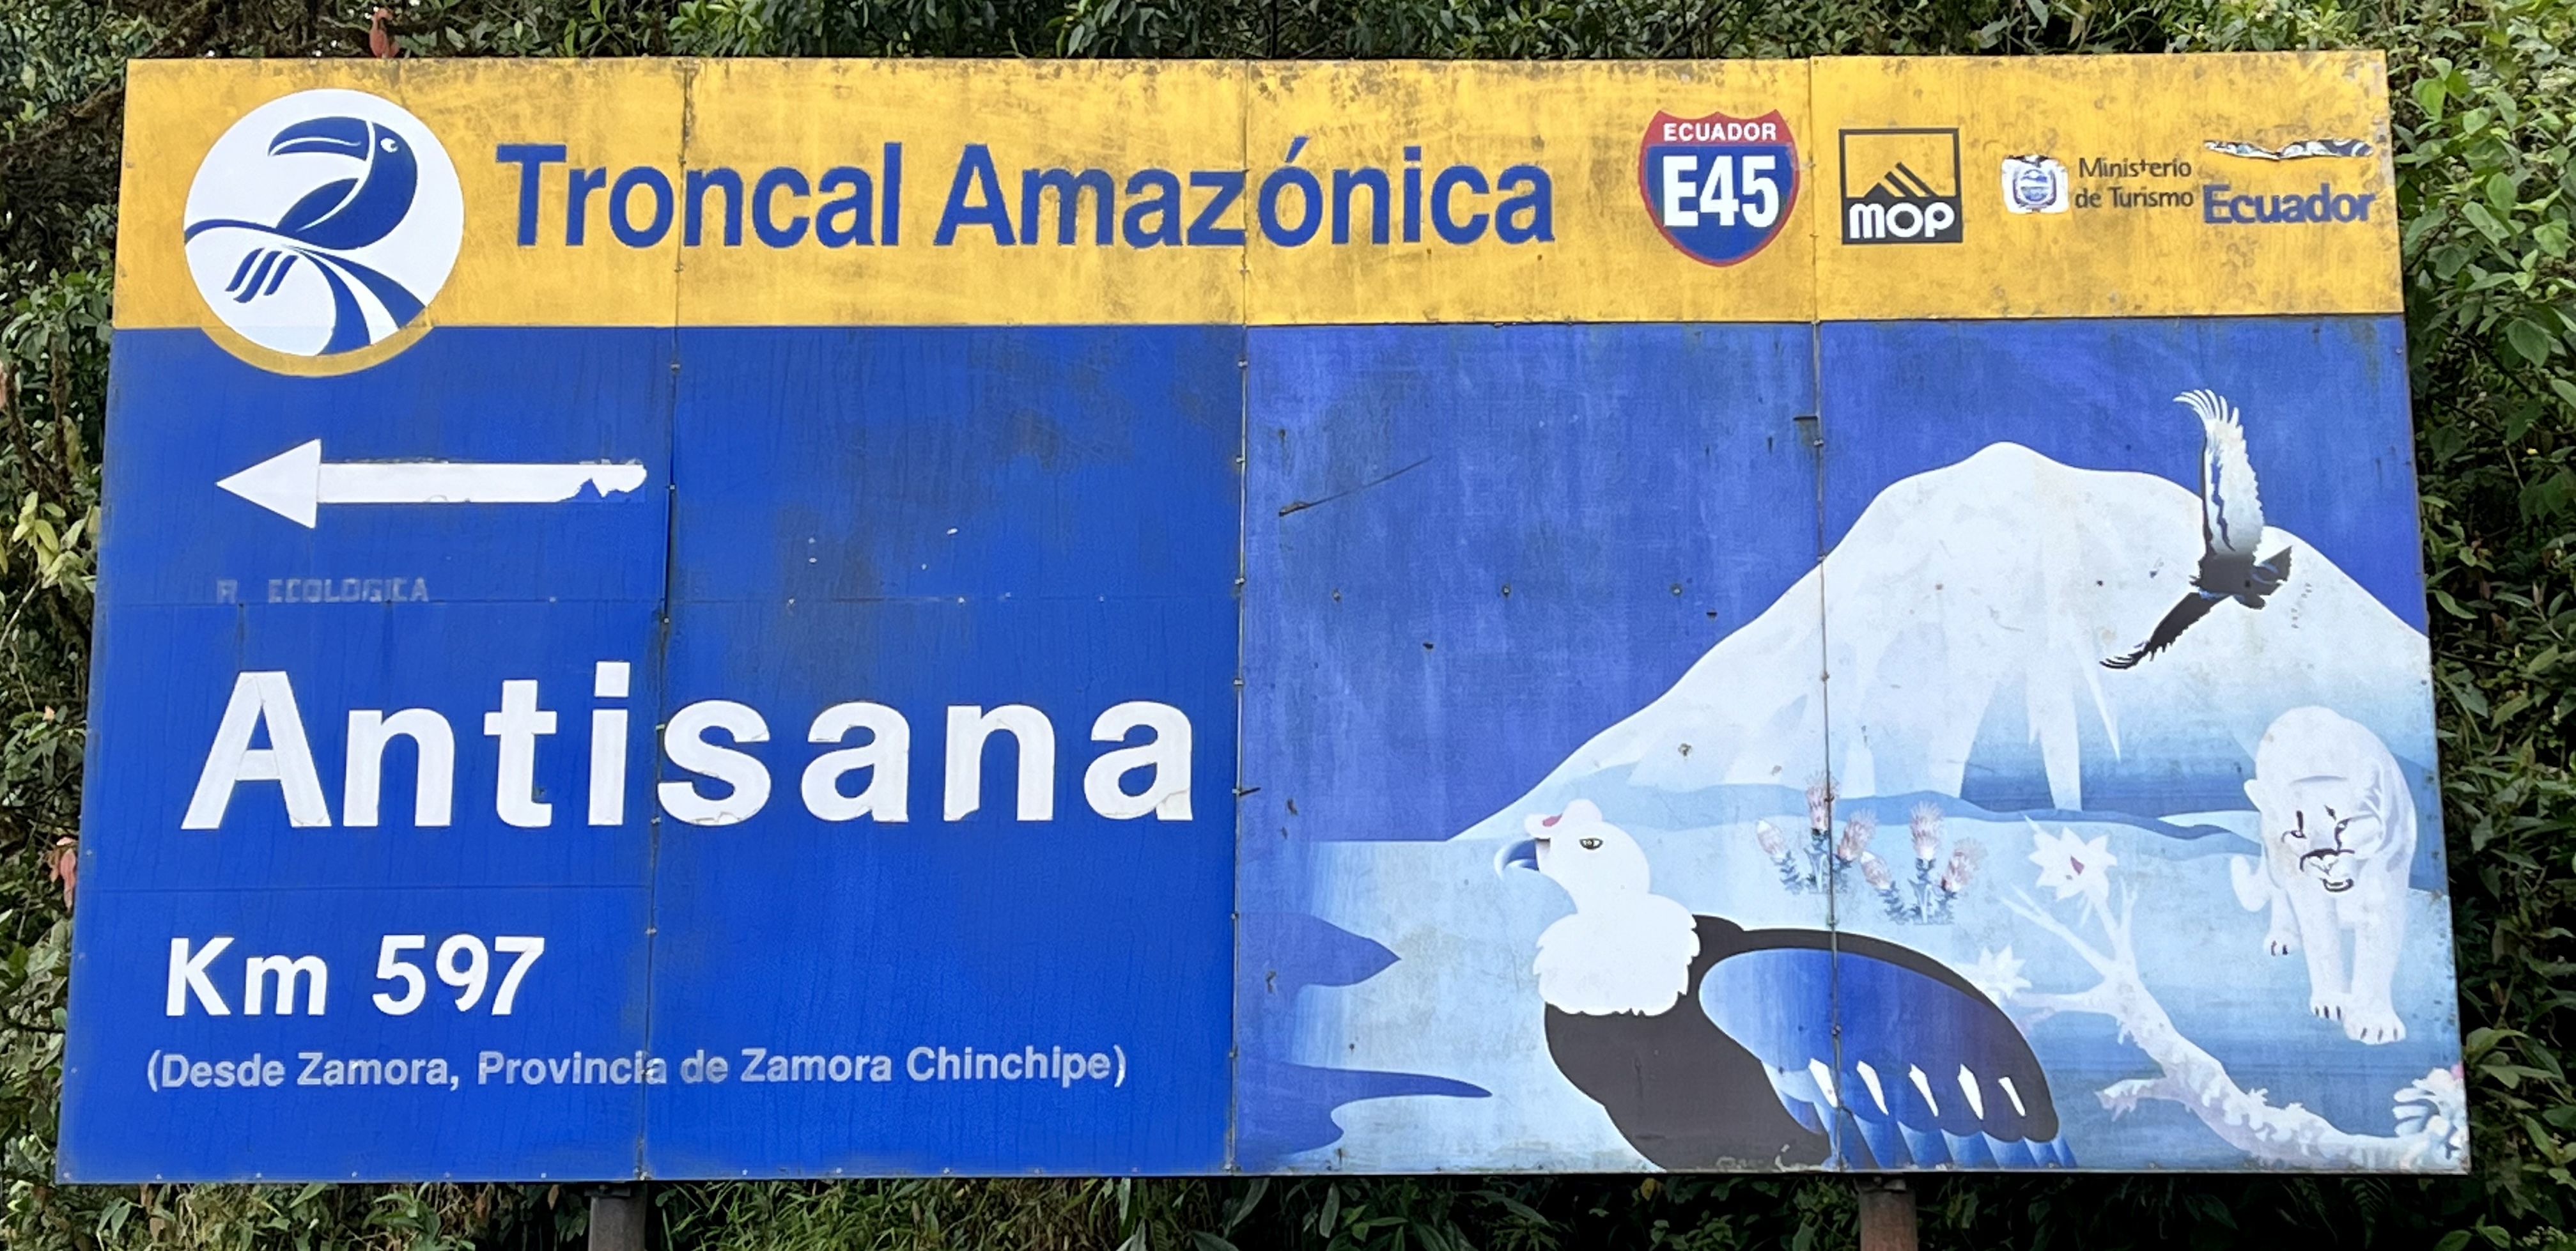 Troncal Amazónica
ECUADOR
E45
MOP
Ministerio
de Turismo
Ecuador
R ECOLOGICA
Antisana
Km 597
(Desde Zamora, Provincia de Zamora Chinchipe)